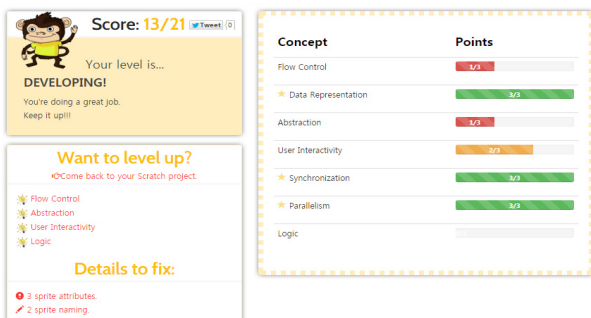 Score: 13/21 Tweet 0
Your level is...
DEVELOPING!
You're doing a great job.
Keep it up!!!
Want to level up?
Come back to your Scratch project.
Flow Control
Abstraction
User Interactivity
Logic
Details to fix:
3 sprite attributes.
2 sprite naming.
Concept Points
Flow Control 1/3
Data Representation 3/3
Abstraction 1/3
User Interactivity 2/3
Synchronization 3/3
Parallelism 3/3
Logic